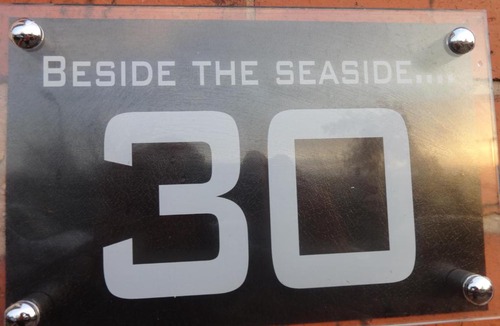 BESIDE THE SEASIDE....
30